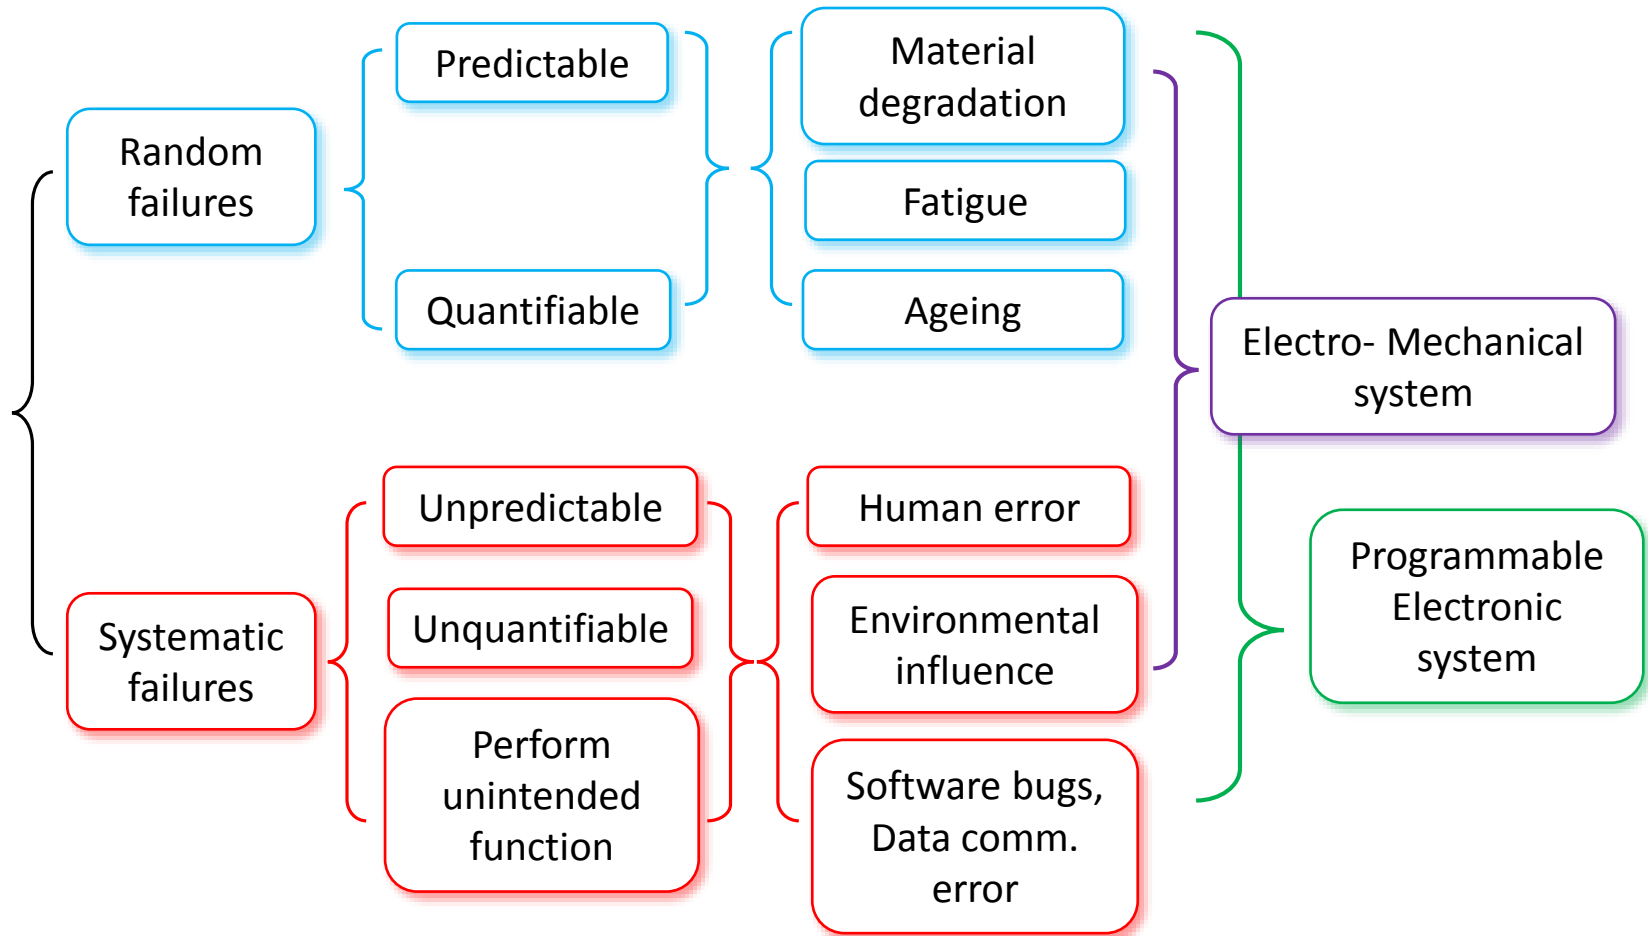 Random
failures
Predictable
Quantifiable
Material
degradation
Fatigue
Ageing
Systematic
failures
Unpredictable
Unquantifiable
Perform
unintended
function
Human error
Environmental
influence
Software bugs,
Data comm.
error
Electro- Mechanical
system
Programmable
Electronic
system